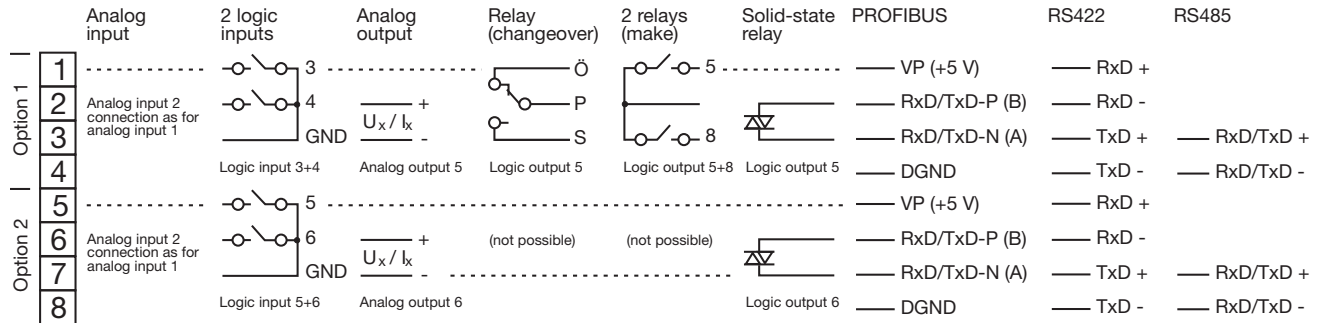 Analog input
2 logic inputs
Analog output
Relay (changeover)
2 relays (make)
Solid-state relay
PROFIBUS
RS422
RS485
Option 1
1
3
Ö
5
VP (+5 V)
RxD +
2
Analog input 2
connection as for
analog input 1
4
+
Ux / Ix
P
RxD/TxD-P (B)
RxD -
3
GND
-
S
8
RxD/TxD-N (A)
TxD +
RxD/TxD +
4
Logic input 3+4
Analog output 5
Logic output 5
Logic output 5+8
Logic output 5
DGND
TxD -
RxD/TxD -
Option 2
5
5
VP (+5 V)
RxD +
6
Analog input 2
connection as for
analog input 1
6
+
Ux / Ix
(not possible)
(not possible)
RxD/TxD-P (B)
RxD -
7
GND
-
RxD/TxD-N (A)
TxD +
RxD/TxD +
8
Logic input 5+6
Analog output 6
Logic output 6
DGND
TxD -
RxD/TxD -